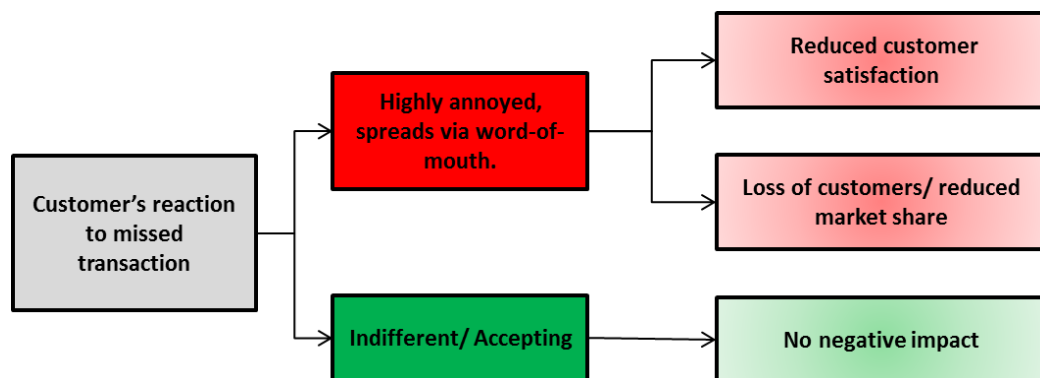 Customer’s reaction
to missed
transaction
Highly annoyed,
spreads via word-of-
mouth.
Reduced customer
satisfaction
Loss of customers/ reduced
market share
Indifferent/ Accepting
No negative impact